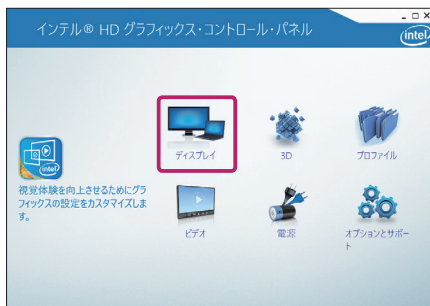 インテル® HD グラフィックス・コントロール・パネル
intel
ディスプレイ
3D
プロファイル
intel
視覚体験を向上させるためにグラ
フィックスの設定をカスタマイズしま
す。
ビデオ
電源
オプションとサポー
ト